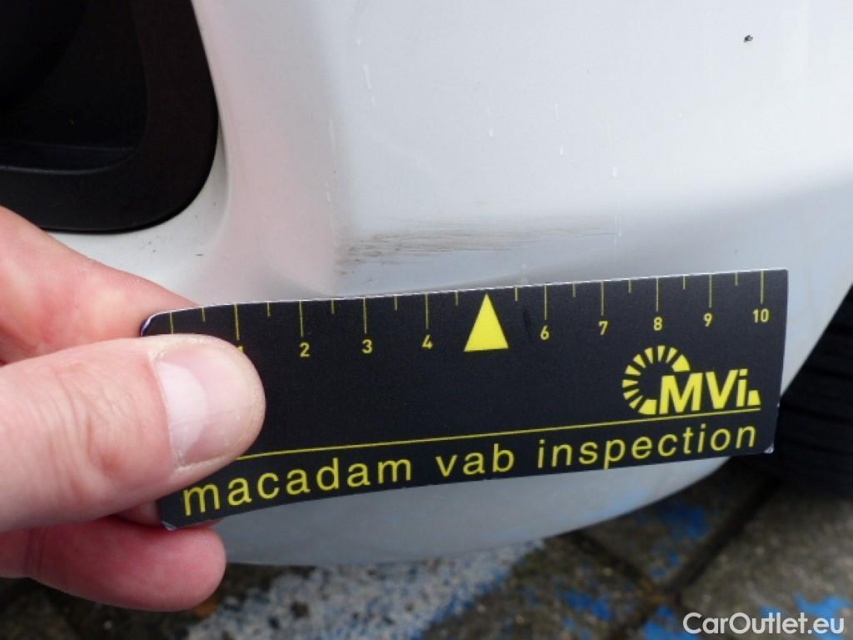 2 3 4 6 7 8 9 10
MVi
macadam vab inspection
CarOutlet.eu